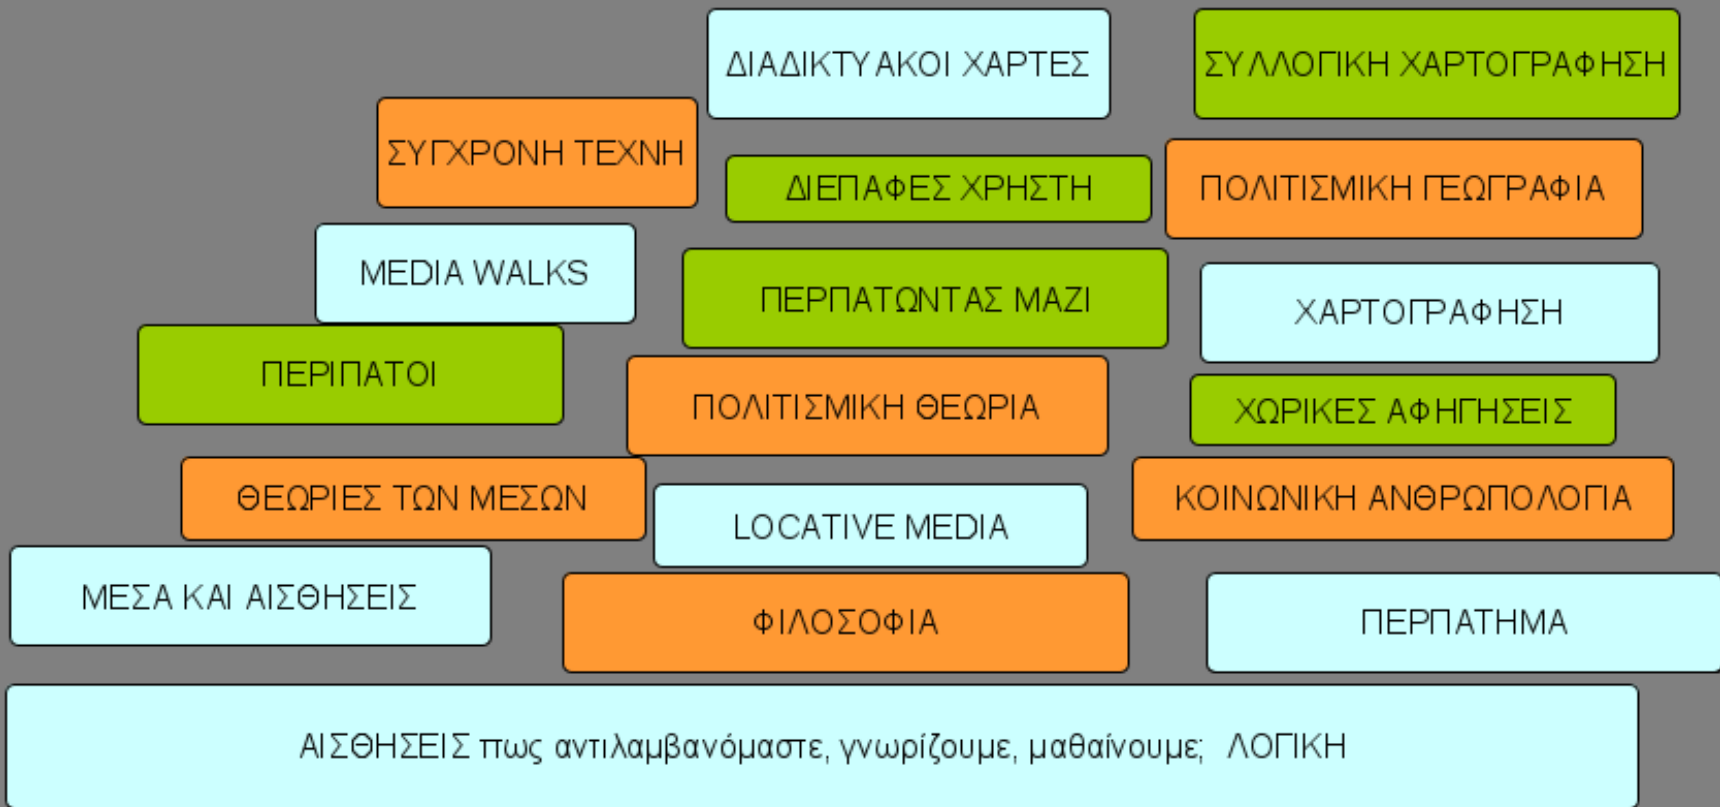 ΔΙΑΔΙΚΤΥΑΚΟΙ ΧΑΡΤΕΣ
ΣΥΛΛΟΓΙΚΗ ΧΑΡΤΟΓΡΑΦΗΣΗ
ΣΥΓΧΡΟΝΗ ΤΕΧΝΗ
ΔΙΕΠΑΦΕΣ ΧΡΗΣΤΗ
ΠΟΛΙΤΙΣΜΙΚΗ ΓΕΩΓΡΑΦΙΑ
MEDIA WALKS
ΠΕΡΠΑΤΩΝΤΑΣ ΜΑΖΙ
ΧΑΡΤΟΓΡΑΦΗΣΗ
ΠΕΡΙΠΑΤΟΙ
ΠΟΛΙΤΙΣΜΙΚΗ ΘΕΩΡΙΑ
ΧΩΡΙΚΕΣ ΑΦΗΓΗΣΕΙΣ
ΘΕΩΡΙΕΣ ΤΩΝ ΜΕΣΩΝ
LOCATIVE MEDIA
ΚΟΙΝΩΝΙΚΗ ΑΝΘΡΩΠΟΛΟΓΙΑ
ΜΕΣΑ ΚΑΙ ΑΙΣΘΗΣΕΙΣ
ΦΙΛΟΣΟΦΙΑ
ΠΕΡΠΑΤΗΜΑ
ΑΙΣΘΗΣΕΙΣ πως αντιλαμβανόμαστε, γνωρίζουμε, μαθαίνουμε; ΛΟΓΙΚΗ